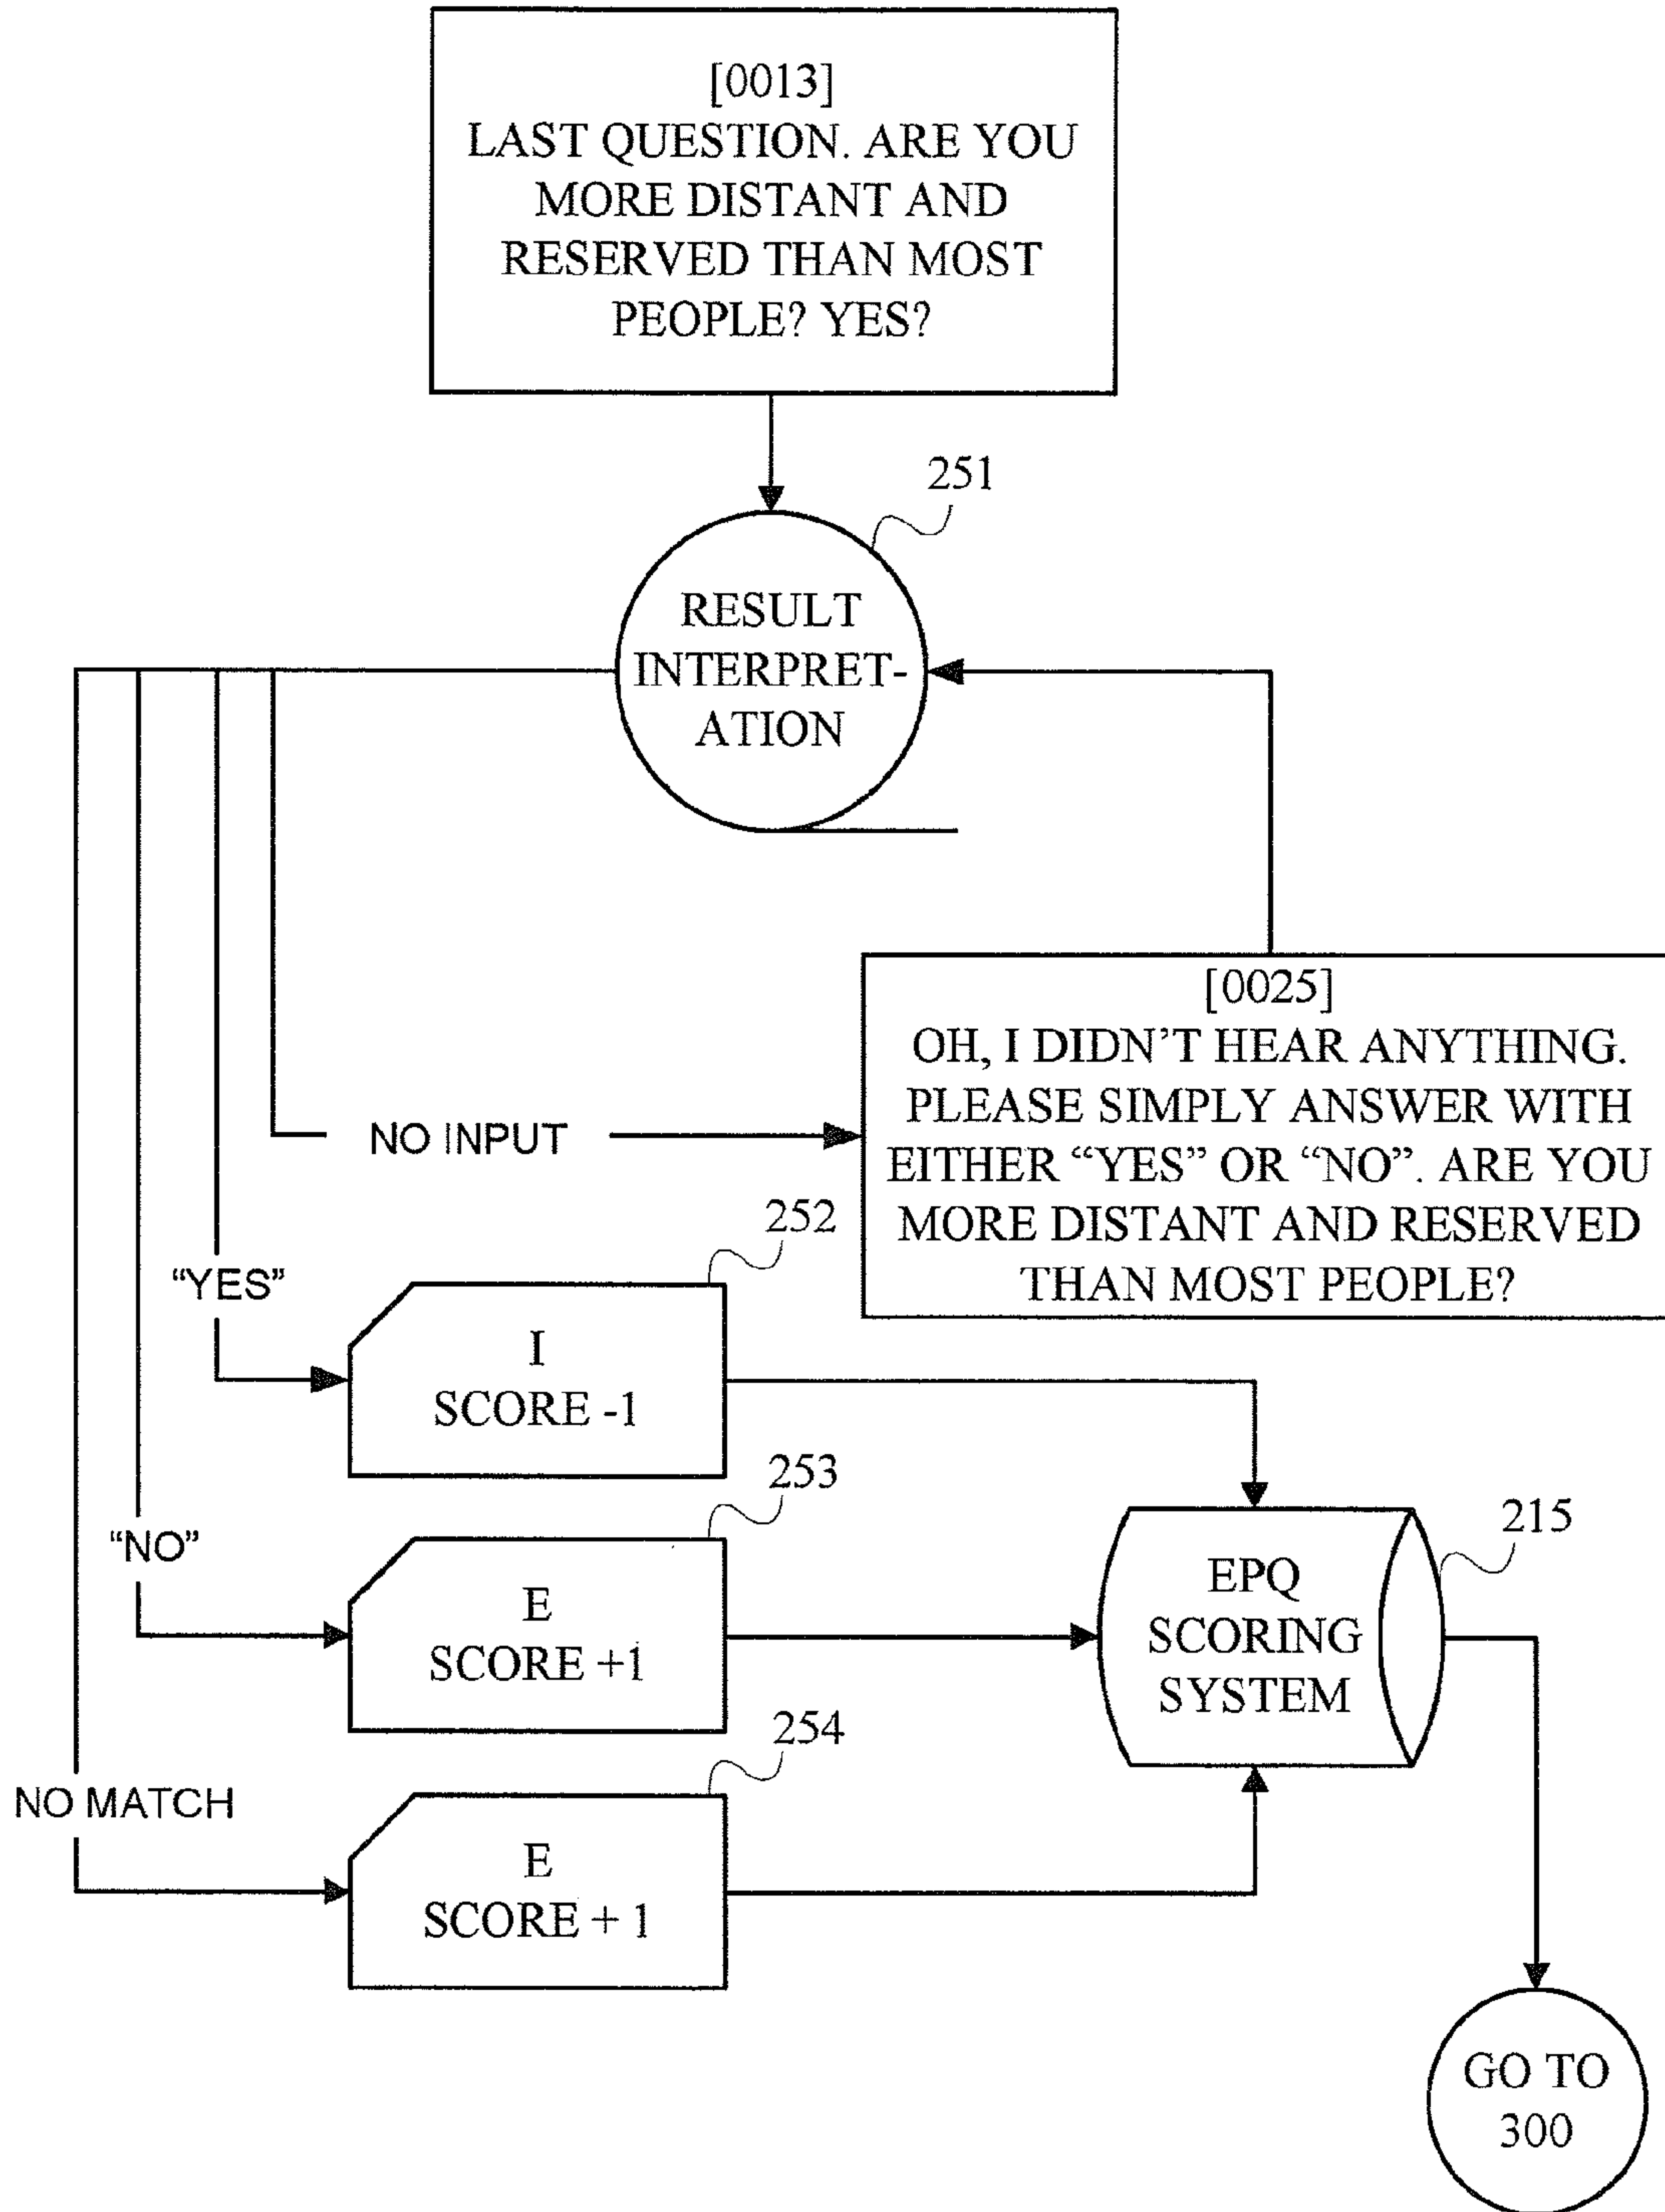 [0013]
LAST QUESTION. ARE YOU
MORE DISTANT AND
RESERVED THAN MOST
PEOPLE? YES?
251
RESULT
INTERPRET-
ATION
[0025]
OH, I DIDN'T HEAR ANYTHING.
PLEASE SIMPLY ANSWER WITH
EITHER “YES” OR “NO”. ARE YOU
MORE DISTANT AND RESERVED
THAN MOST PEOPLE?
NO INPUT
252
“YES”
I
SCORE -1
253
“NO”
E
SCORE +1
215
EPQ
SCORING
SYSTEM
254
NO MATCH
E
SCORE + 1
GO TO
300